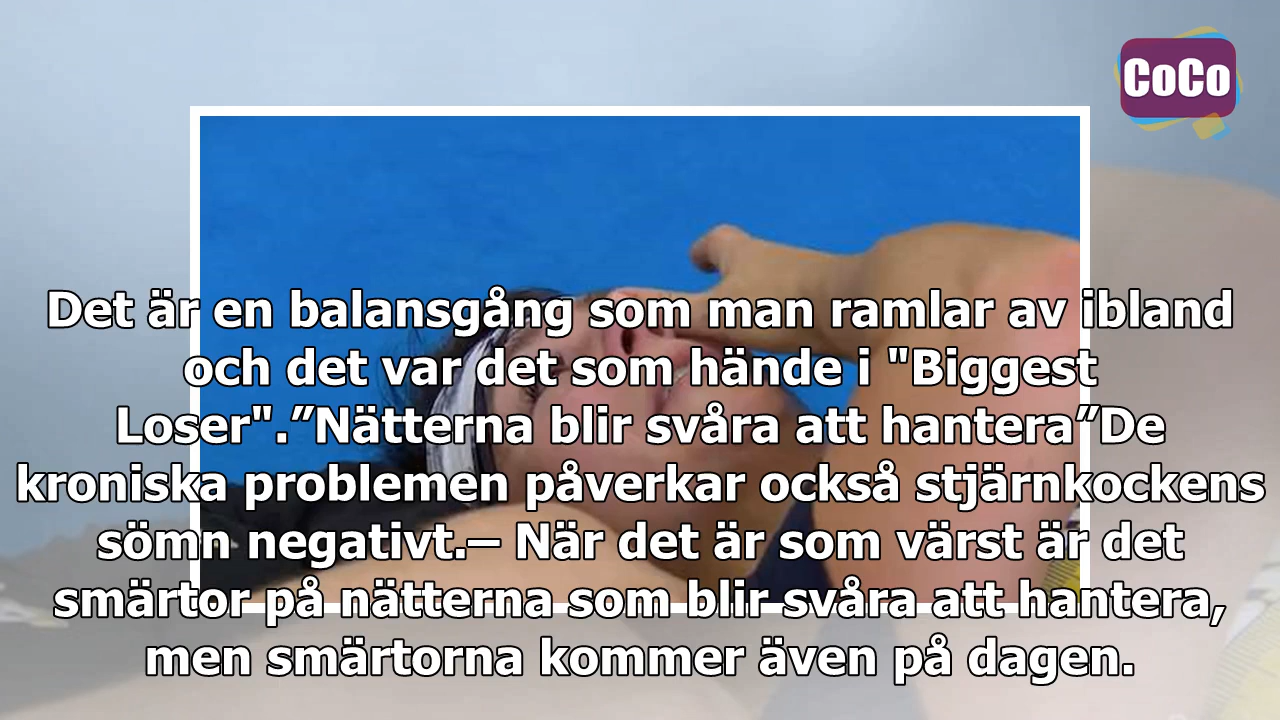 CoCo
Det är en balansgång som man ramlar av ibland
och det var det som hände i "Biggest
Loser".”Nätterna blir svåra att hantera”De
kroniska problemen påverkar också stjärnkockens
sömn negativt.– När det är som värst är det
smärtor på nätterna som blir svåra att hantera,
men smärtorna kommer även på dagen.